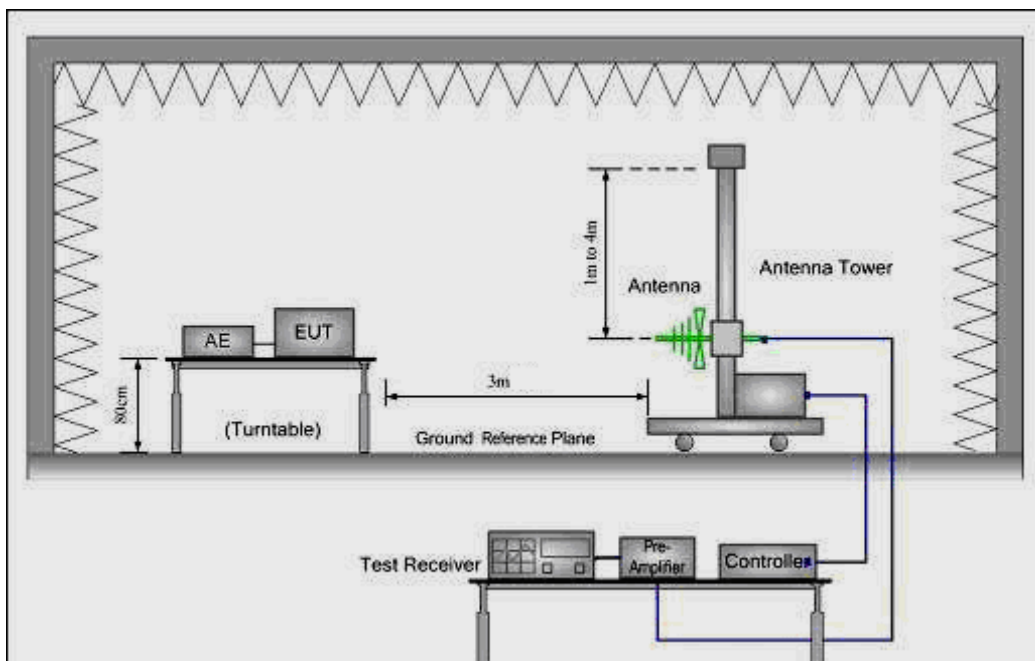 1m to 4m
Antenna
Antenna Tower
AE
EUT
3m
80cm
(Turntable)
Ground Reference Plane
Test Receiver
Pre-
Amplifier
Controller